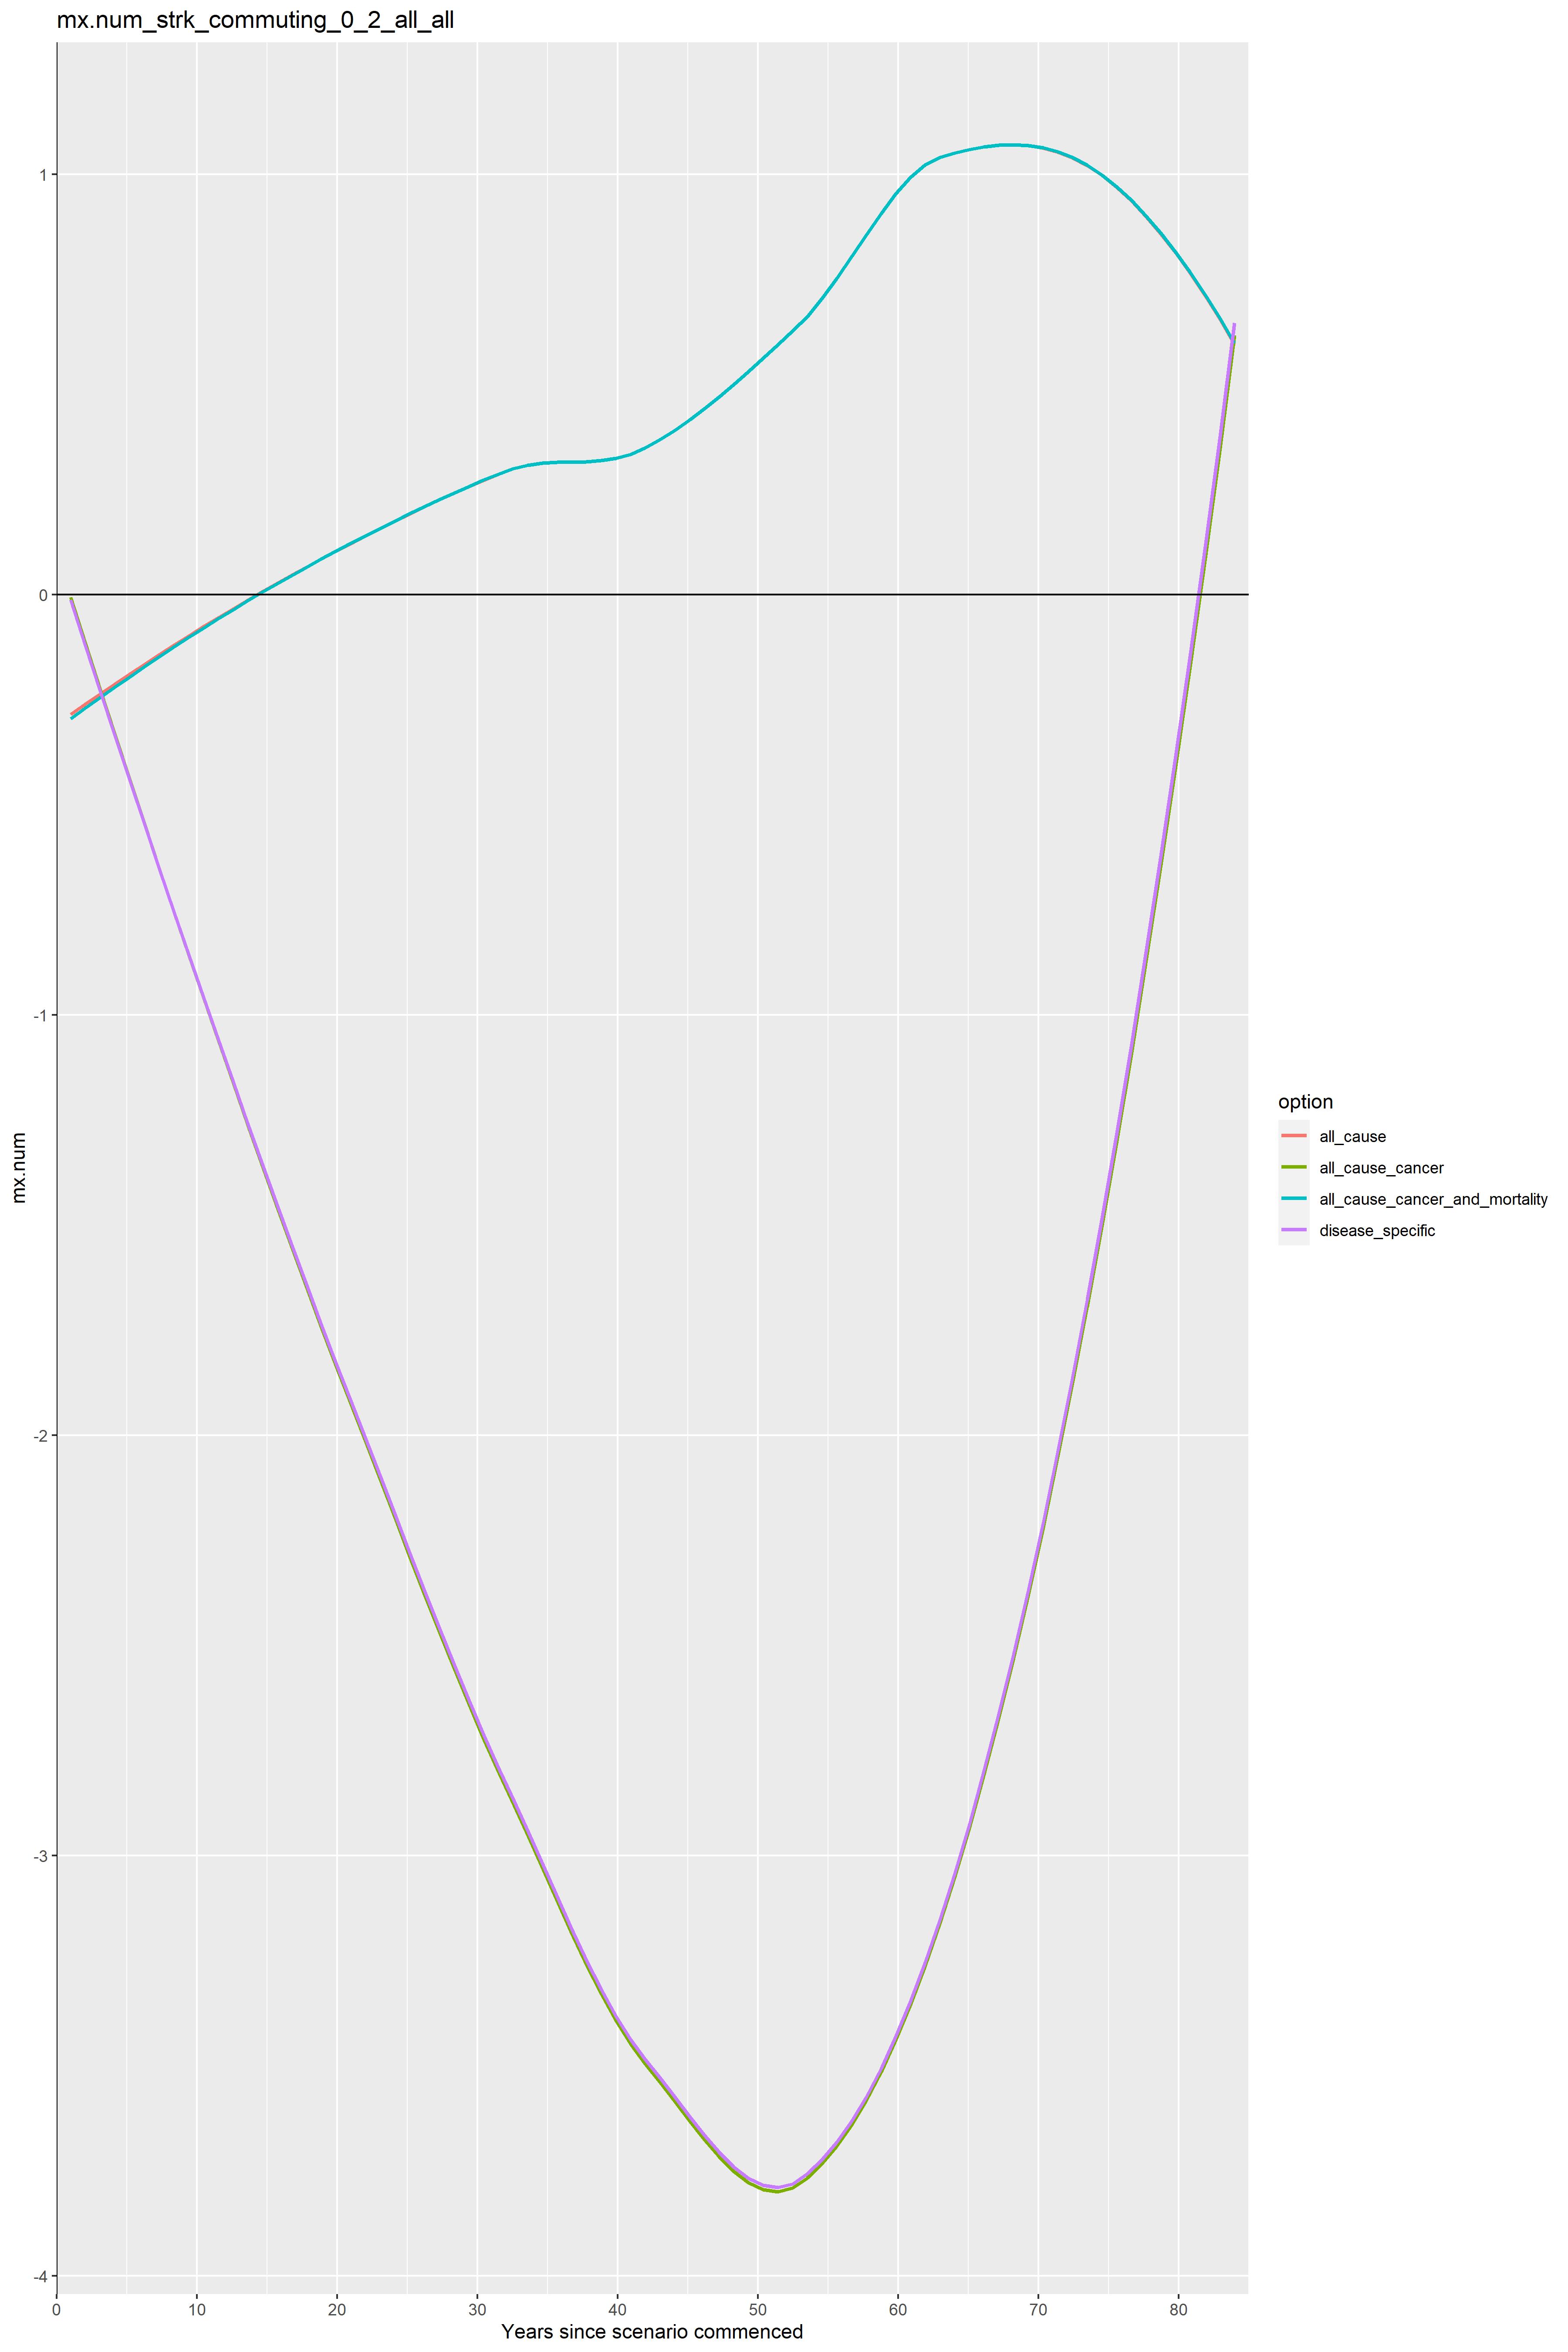 mx.num_strk_commuting_0_2_all_all
1
0
-1
-2
-3
-4
mx.num
0 10 20 30 40 50 60 70 80
Years since scenario commenced
option
all_cause
all_cause_cancer
all_cause_cancer_and_mortality
disease_specific